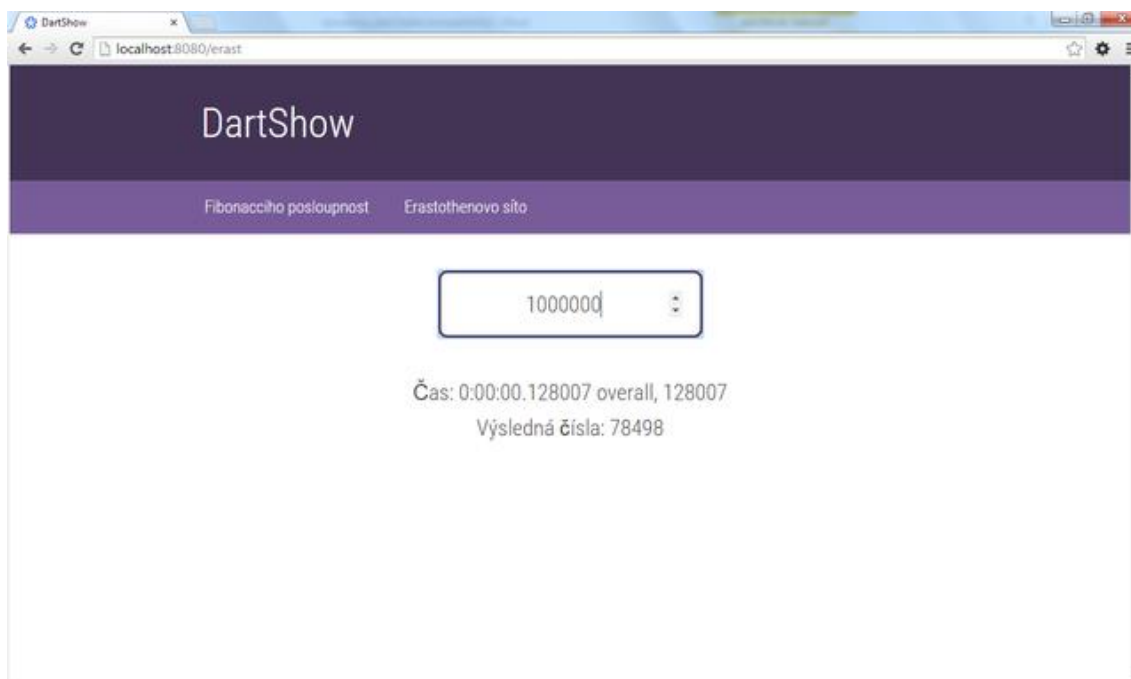 DartShow
localhost:8080/erast
DartShow
Fibonacciho posloupnost Erastothenovo síto
1000000
Čas: 0:00:00.128007 overall, 128007
Výsledná čísla: 78498